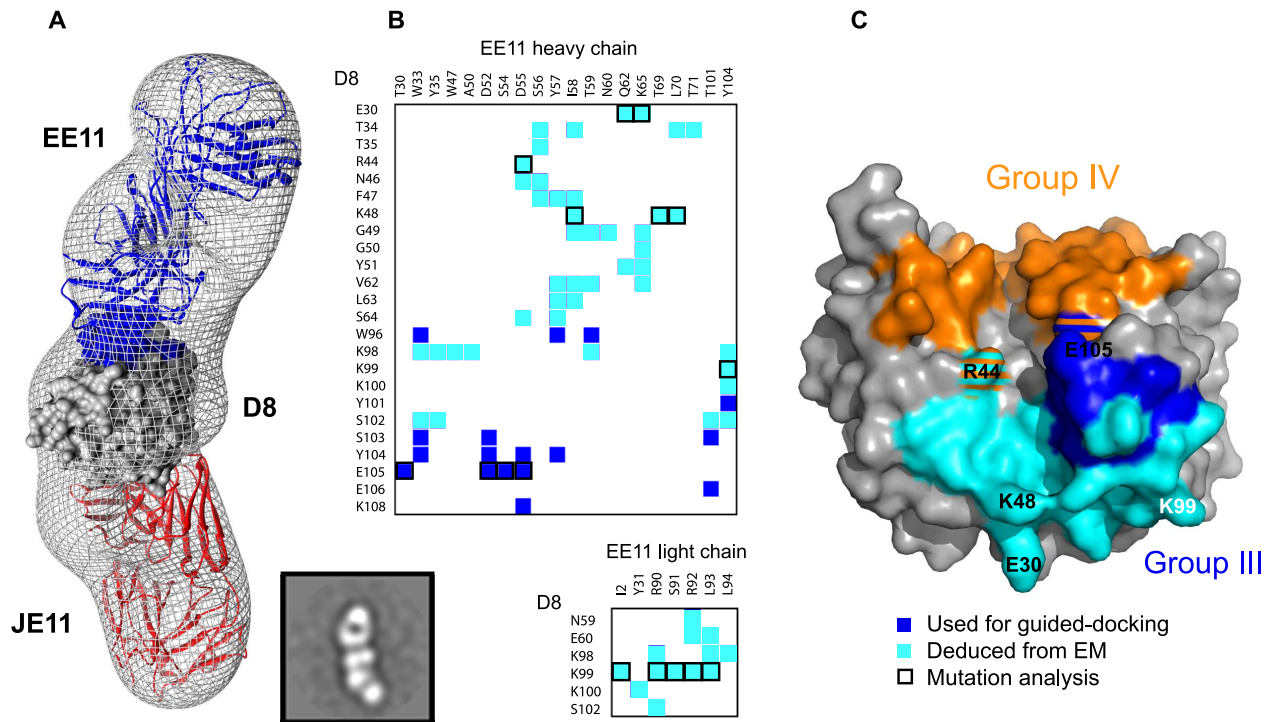 A
EE11
D8
JE11
B
EE11 heavy chain
D8
T30 W33 Y35 W47 A50 D52 S54 D55 S56 Y57 I58 T59 N60 Q62 K65 T69 L70 T71 T101 Y104
E30
T34
T35
R44
N46
F47
K48
G49
G50
Y51
V62
L63
S64
W96
K98
K99
K100
Y101
S102
S103
Y104
E105
E106
K108
EE11 light chain
D8
I2 Y31 R90 S91 R92 L93 L94
N59
E60
K98
K99
K100
S102
C
Group IV
E105
R44
K48
K99
E30
Group III
Used for guided-docking
Deduced from EM
Mutation analysis